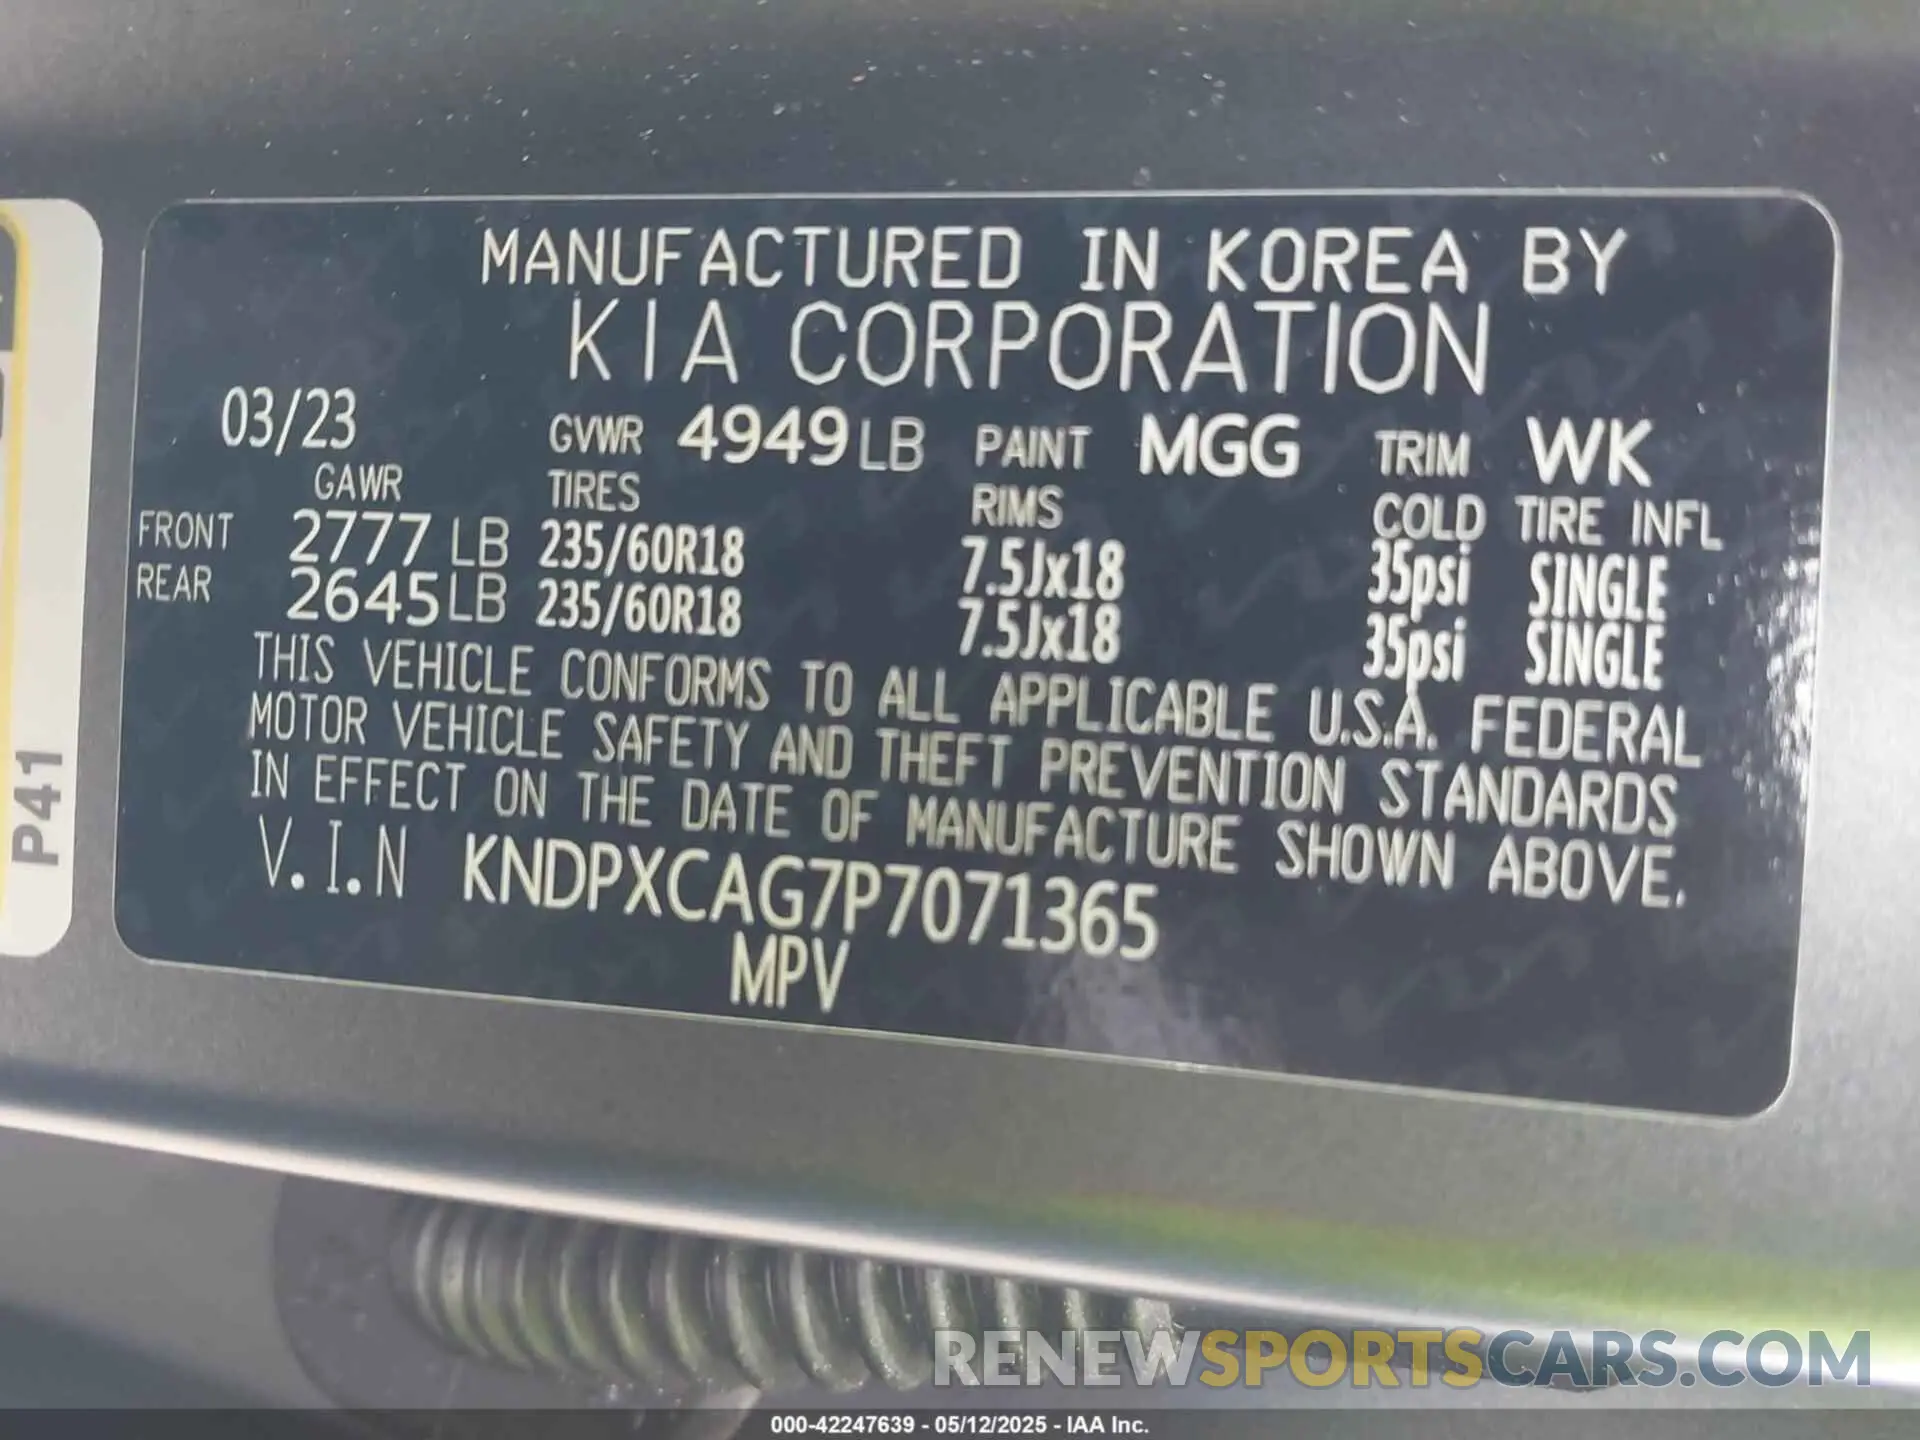 MANUFACTURED IN KOREA BY
KIA CORPORATION
03/23 GVWR 4949 LB PAINT MGG TRIM WK
GAWR TIRES RIMS COLD TIRE INFL
FRONT 2777 LB 235/60R18 7.5Jx18 35psi SINGLE
REAR 2645 LB 235/60R18 7.5Jx18 35psi SINGLE
THIS VEHICLE CONFORMS TO ALL APPLICABLE U.S.A. FEDERAL
MOTOR VEHICLE SAFETY AND THEFT PREVENTION STANDARDS
IN EFFECT ON THE DATE OF MANUFACTURE SHOWN ABOVE.
V.I.N KNDPXCAG7P7071365
MPV
P41
RENEWSPORTSCARS.COM
000-42247639 - 05/12/2025 - IAA Inc.